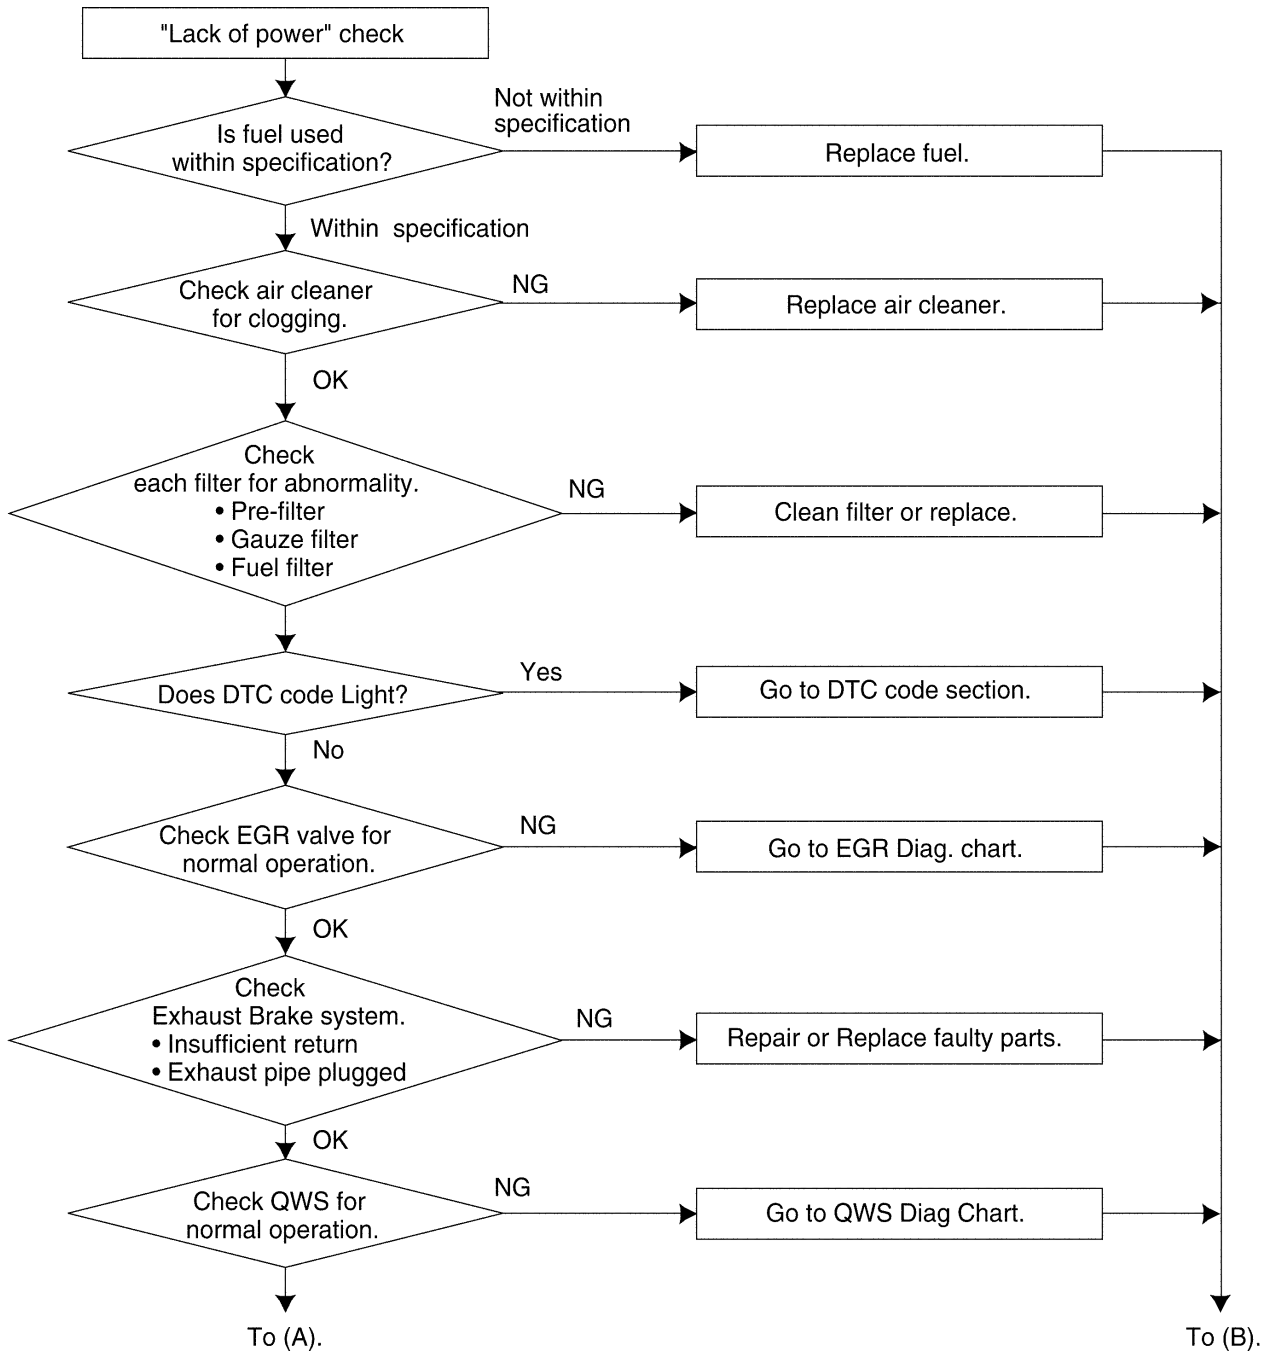 "Lack of power" check
Is fuel used
within specification?
Not within
specification
Replace fuel.
Within specification
Check air cleaner
for clogging.
NG
Replace air cleaner.
OK
Check
each filter for abnormality.
• Pre-filter
• Gauze filter
• Fuel filter
NG
Clean filter or replace.
Does DTC code Light?
Yes
Go to DTC code section.
No
Check EGR valve for
normal operation.
NG
Go to EGR Diag. chart.
OK
Check
Exhaust Brake system.
• Insufficient return
• Exhaust pipe plugged
NG
Repair or Replace faulty parts.
OK
Check QWS for
normal operation.
NG
Go to QWS Diag Chart.
To (A).
To (B).